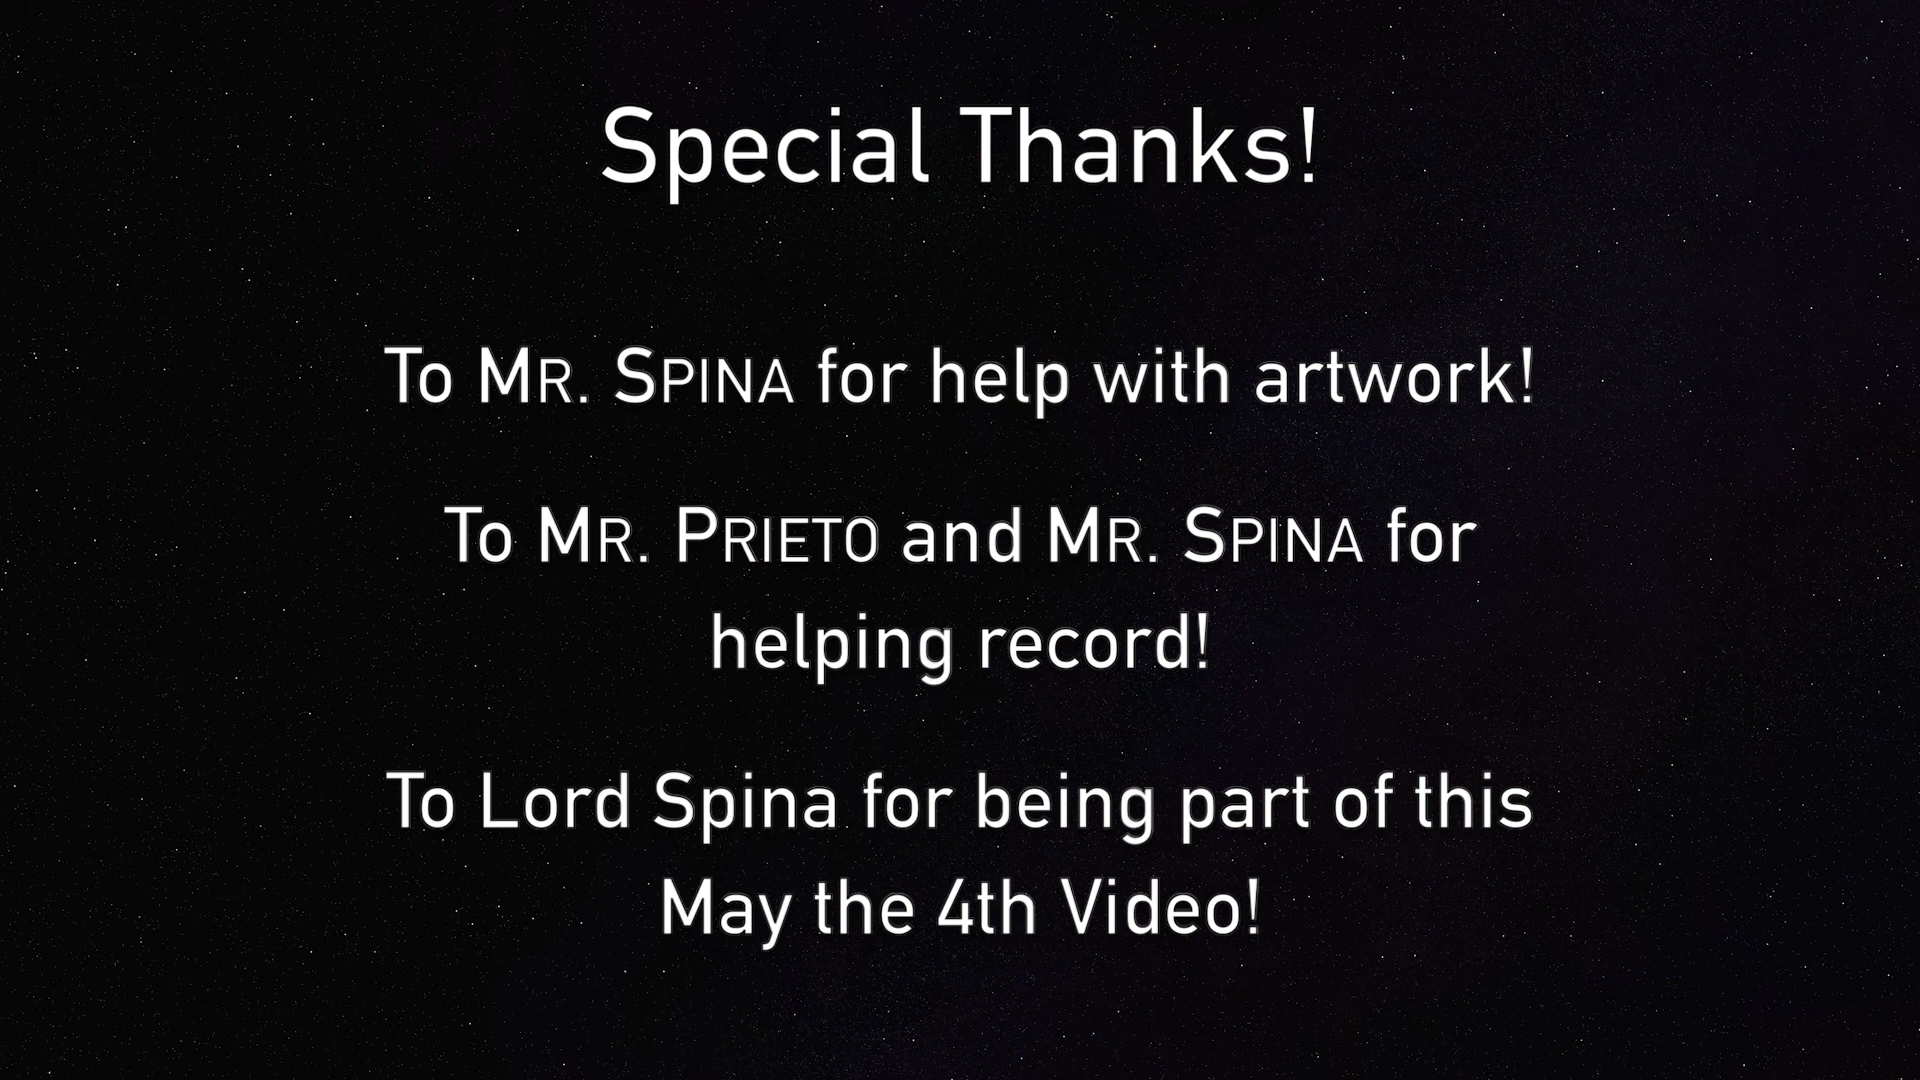 Special Thanks!
To Mr. Spina for help with artwork!
To Mr. Prieto and Mr. Spina for
helping record!
To Lord Spina for being part of this
May the 4th Video!